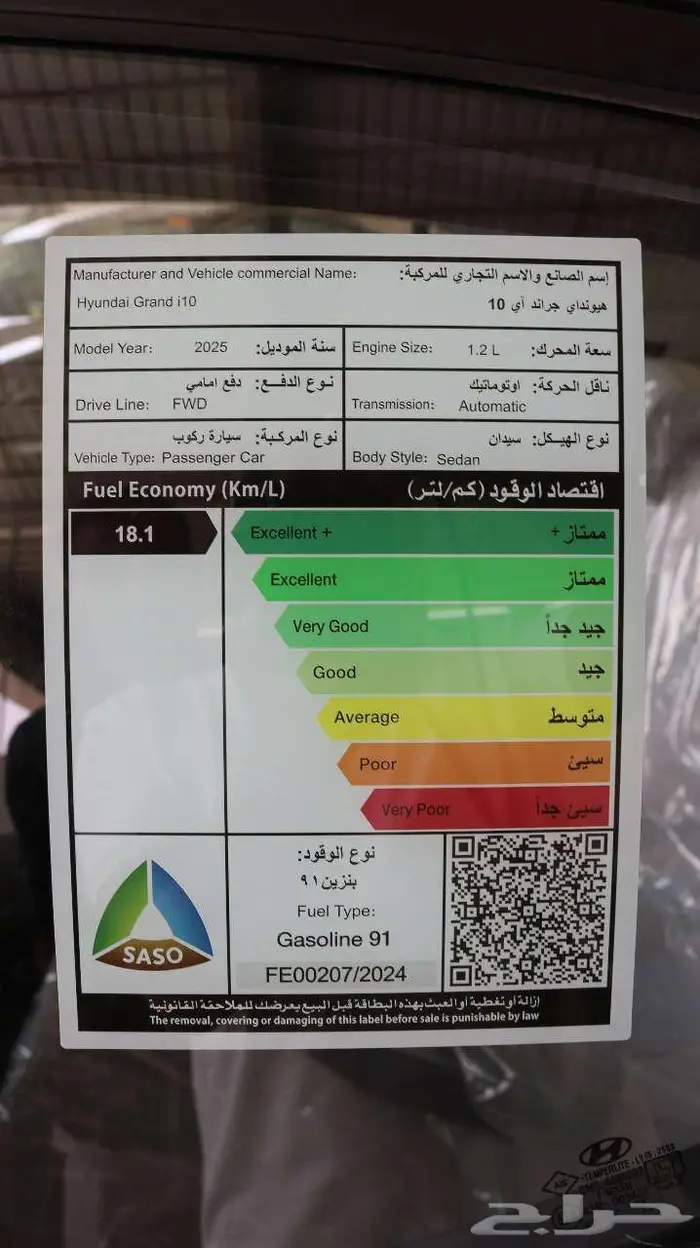 Manufacturer and Vehicle commercial Name: إسم الصانع والاسم التجاري للمركبة:
Hyundai Grand i10 هيونداي جراند آي 10
Model Year: 2025 سنة الموديل:
Engine Size: 1.2 L سعة المحرك:
نوع الدفع: دفع امامي
Drive Line: FWD
ناقل الحركة: اوتوماتيك
Transmission: Automatic
نوع المركبة: سيارة ركوب
Vehicle Type: Passenger Car
نوع الهيكل: سيدان
Body Style: Sedan
Fuel Economy (Km/L) اقتصاد الوقود (كم/لتر)
18.1
Excellent + ممتاز +
Excellent ممتاز
Very Good جيد جداً
Good جيد
Average متوسط
Poor سيئ
Very Poor سيئ جداً
SASO
نوع الوقود:
بنزين ٩١
Fuel Type:
Gasoline 91
FE00207/2024
إزالة أو تغطية أو العبث بهذه البطاقة قبل البيع يعرضك للملاحقة القانونية
The removal, covering or damaging of this label before sale is punishable by law
حراج